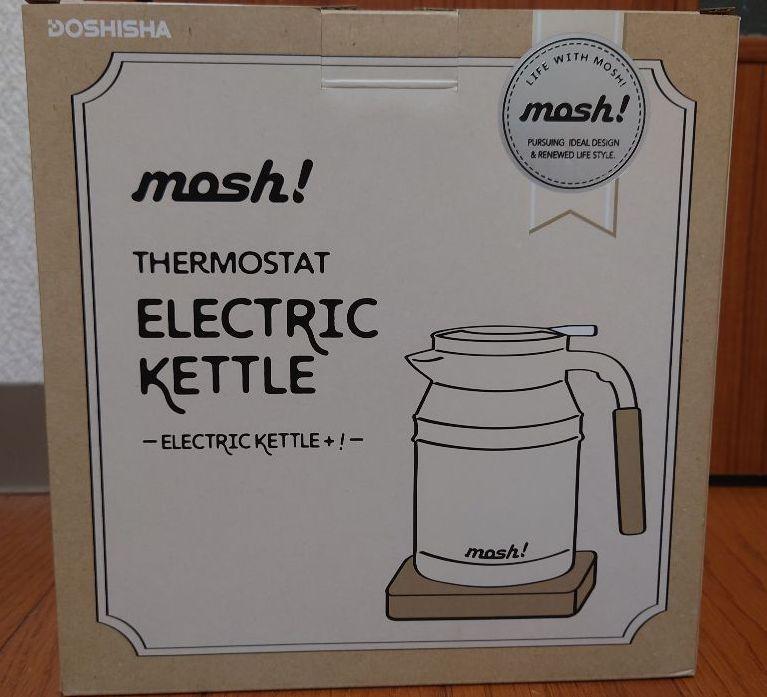 DOSHISHA
LIFE WITH MOSH!
mosh!
PURSUING IDEAL DESIGN
& RENEWED LIFE STYLE.
mosh!
THERMOSTAT
ELECTRIC
KETTLE
-ELECTRIC KETTLE+!-
mosh!